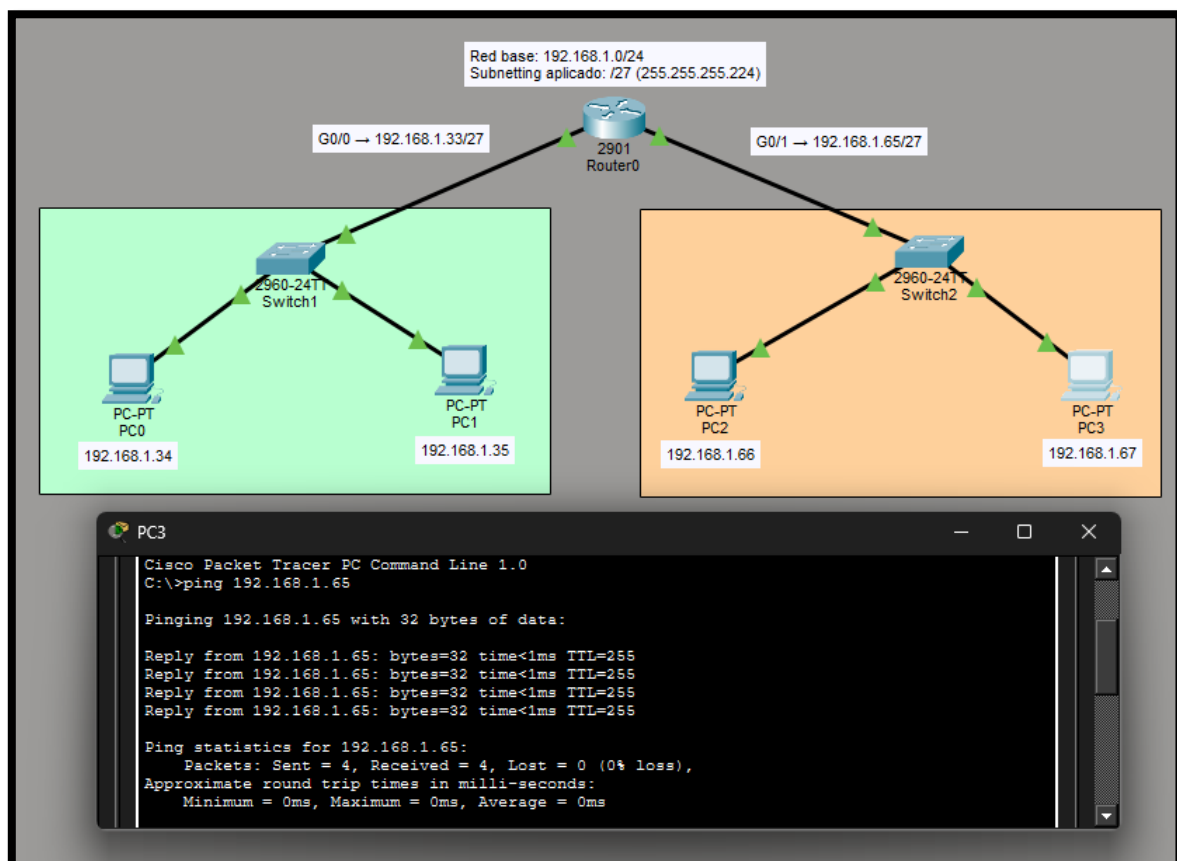 Red base: 192.168.1.0/24
Subnetting aplicado: /27 (255.255.255.224)
G0/0 → 192.168.1.33/27
2901
Router0
G0/1 → 192.168.1.65/27
2960-24TT
Switch1
2960-24TT
Switch2
PC-PT
PC0
192.168.1.34
PC-PT
PC1
192.168.1.35
PC-PT
PC2
192.168.1.66
PC-PT
PC3
192.168.1.67
PC3
Cisco Packet Tracer PC Command Line 1.0
C:\>ping 192.168.1.65
Pinging 192.168.1.65 with 32 bytes of data:
Reply from 192.168.1.65: bytes=32 time<1ms TTL=255
Reply from 192.168.1.65: bytes=32 time<1ms TTL=255
Reply from 192.168.1.65: bytes=32 time<1ms TTL=255
Reply from 192.168.1.65: bytes=32 time<1ms TTL=255
Ping statistics for 192.168.1.65:
Packets: Sent = 4, Received = 4, Lost = 0 (0% loss),
Approximate round trip times in milli-seconds:
Minimum = 0ms, Maximum = 0ms, Average = 0ms